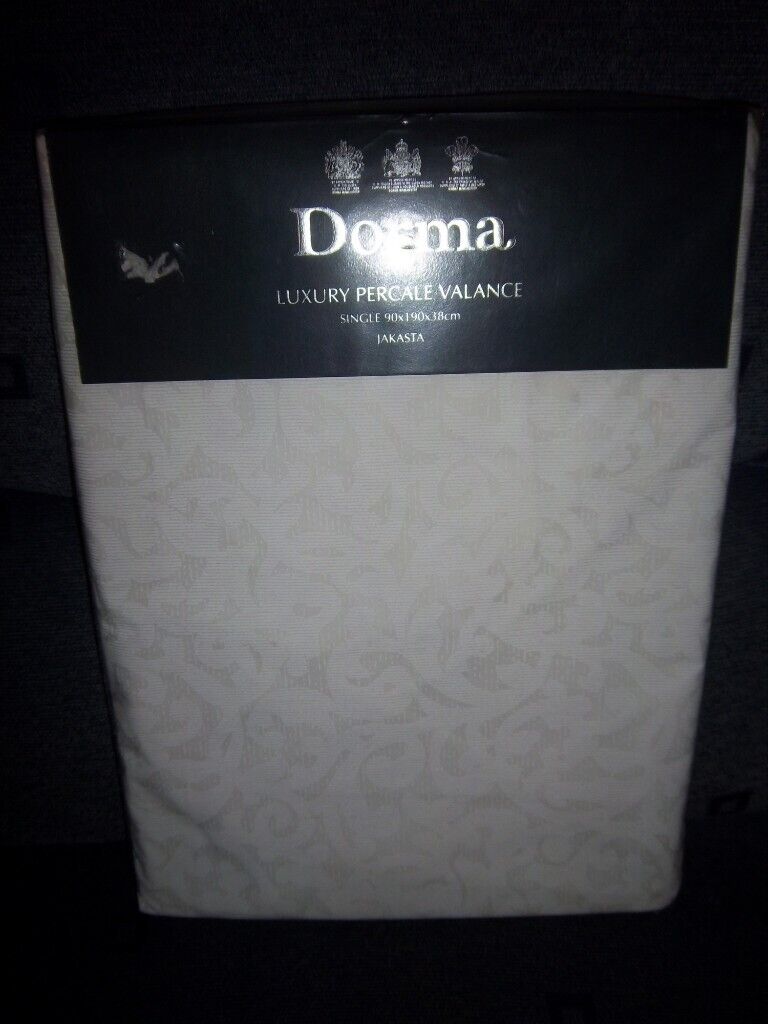 Dorma
LUXURY PERCALE VALANCE
SINGLE 90x190x38cm
JAKASTA